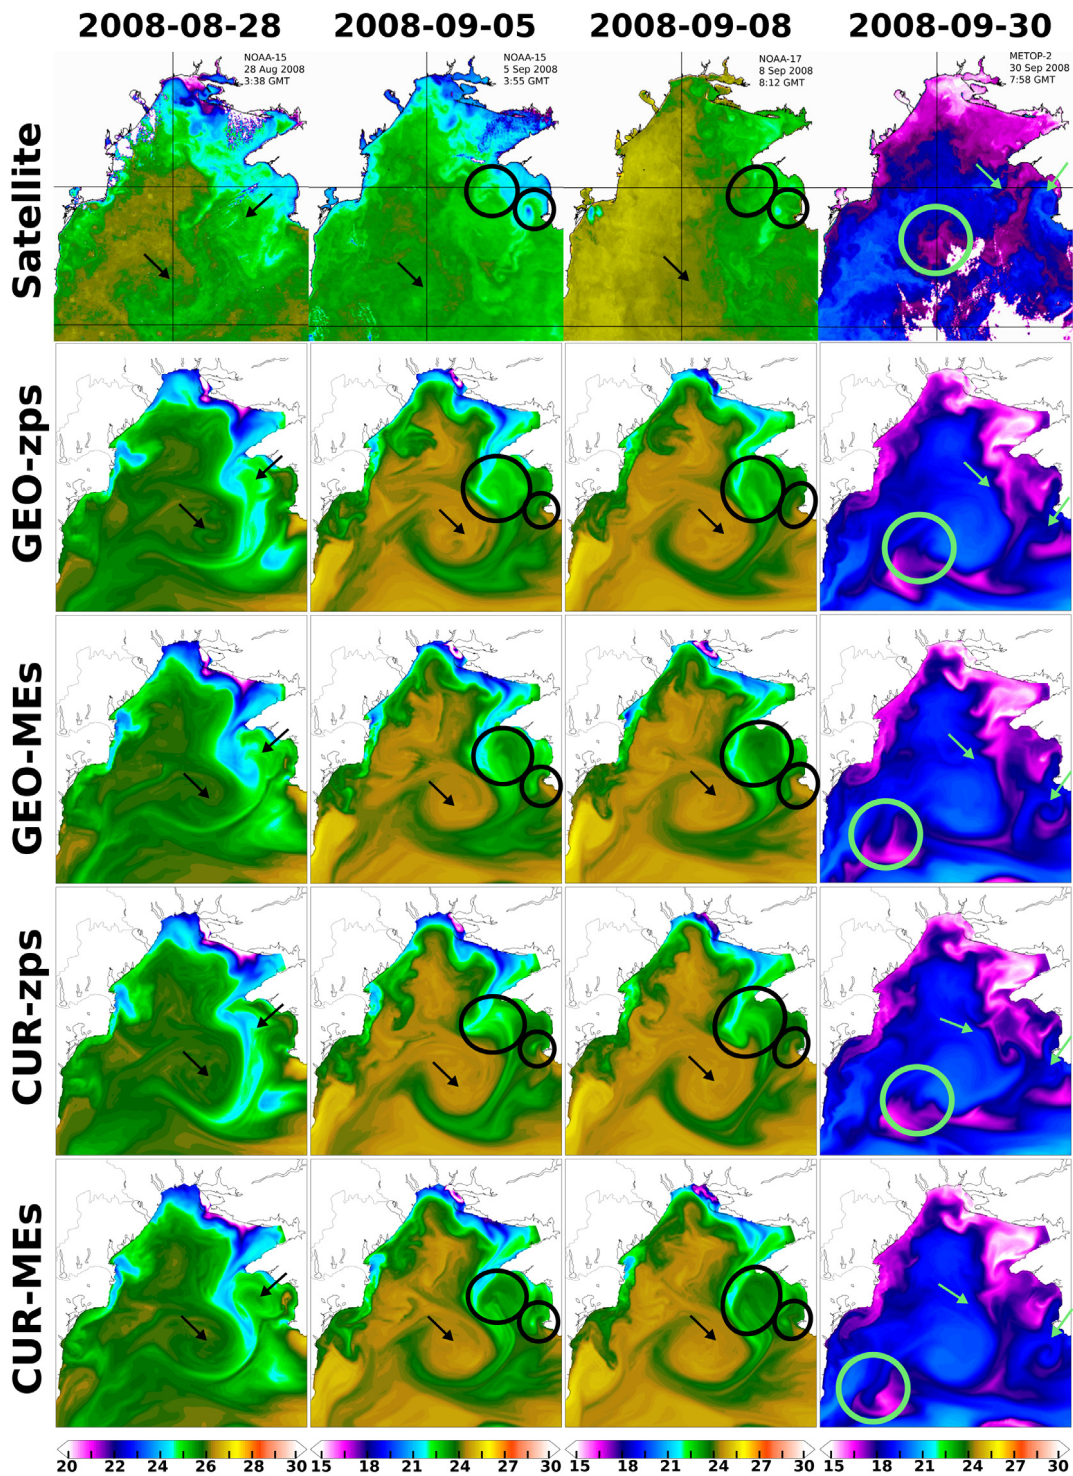 2008-08-28 2008-09-05 2008-09-08 2008-09-30
Satellite
NOAA-15
28 Aug 2008
3:38 GMT
NOAA-15
5 Sep 2008
3:55 GMT
NOAA-17
8 Sep 2008
8:12 GMT
METOP-2
30 Sep 2008
7:58 GMT
GEO-zps
GEO-MEs
CUR-zps
CUR-MEs
20 22 24 26 28 30
15 18 21 24 27 30
15 18 21 24 27 30
15 18 21 24 27 30